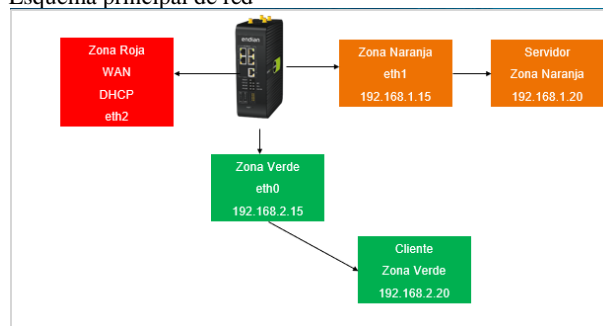 Esquema principal de red
Zona Roja
WAN
DHCP
eth2
endian
Zona Naranja
eth1
192.168.1.15
Servidor
Zona Naranja
192.168.1.20
Zona Verde
eth0
192.168.2.15
Cliente
Zona Verde
192.168.2.20